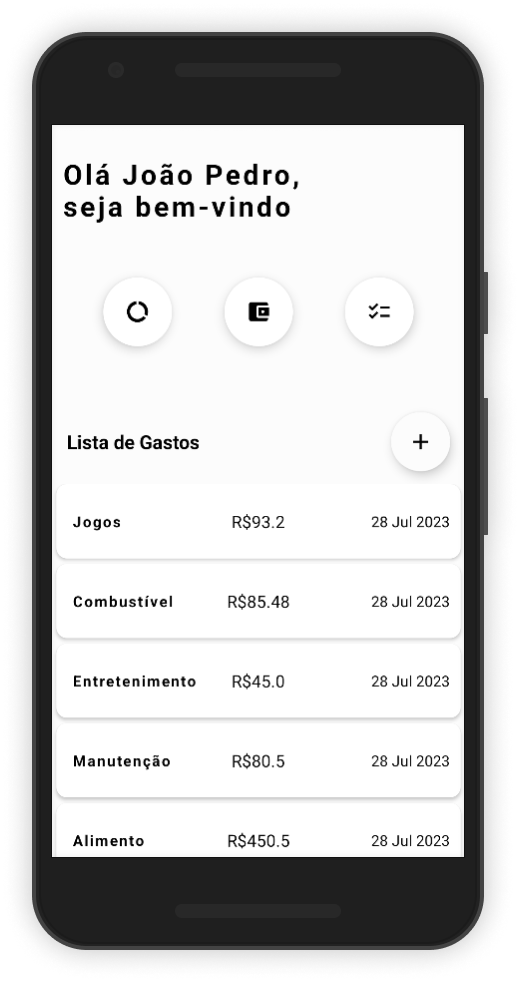 Olá João Pedro,
seja bem-vindo
Lista de Gastos
Jogos R$93.2 28 Jul 2023
Combustível R$85.48 28 Jul 2023
Entretenimento R$45.0 28 Jul 2023
Manutenção R$80.5 28 Jul 2023
Alimento R$450.5 28 Jul 2023